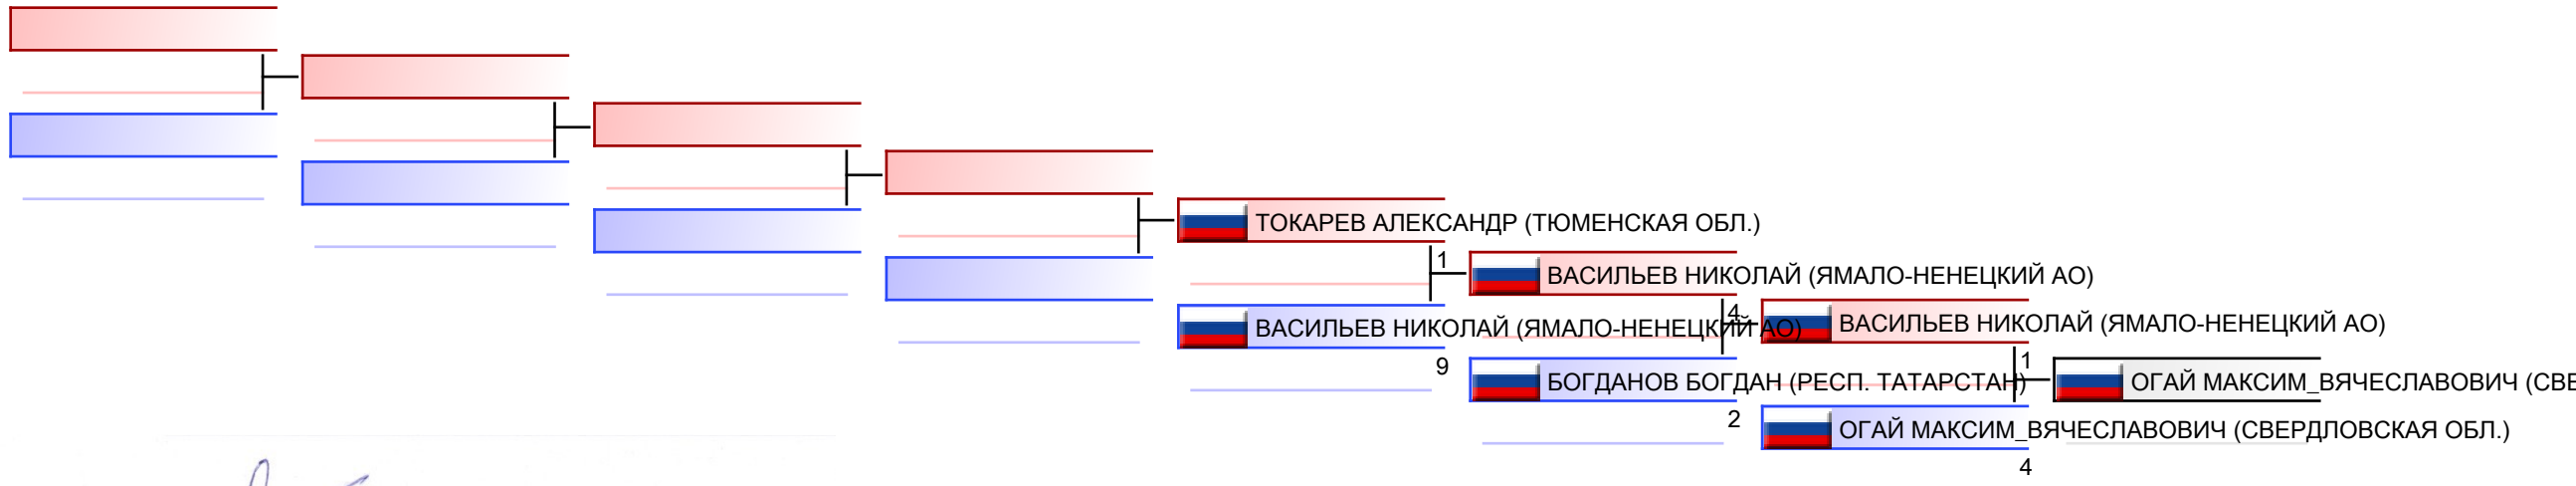 ТОКАРЕВ АЛЕКСАНДР (ТЮМЕНСКАЯ ОБЛ.)
1
ВАСИЛЬЕВ НИКОЛАЙ (ЯМАЛО-НЕНЕЦКИЙ АО)
ВАСИЛЬЕВ НИКОЛАЙ (ЯМАЛО-НЕНЕЦКИЙ АО)
4
ВАСИЛЬЕВ НИКОЛАЙ (ЯМАЛО-НЕНЕЦКИЙ АО)
9
БОГДАНОВ БОГДАН (РЕСП. ТАТАРСТАН)
1
ОГАЙ МАКСИМ_ВЯЧЕСЛАВОВИЧ (СВЕ
2
ОГАЙ МАКСИМ_ВЯЧЕСЛАВОВИЧ (СВЕРДЛОВСКАЯ ОБЛ.)
4